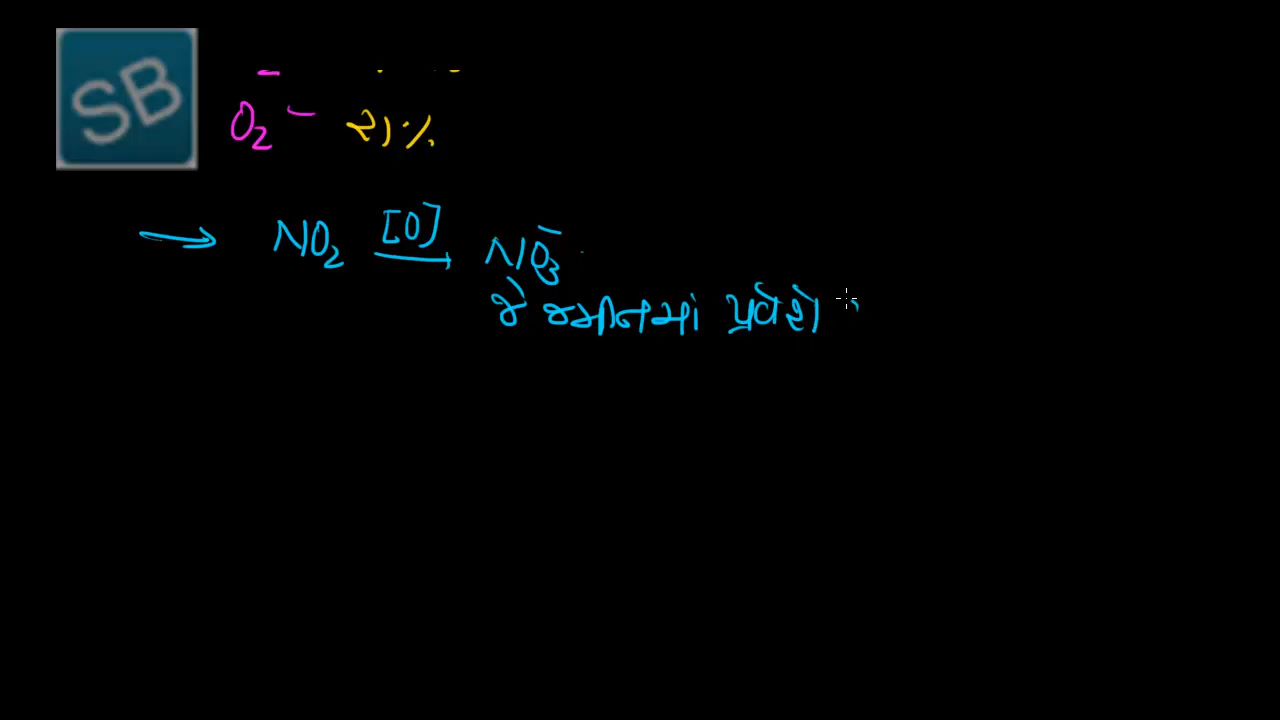 SB
O₂ – ૨૧%
→ NO₂ [O]→ NO₃⁻
જે જમીનમાં પ્રવેશે